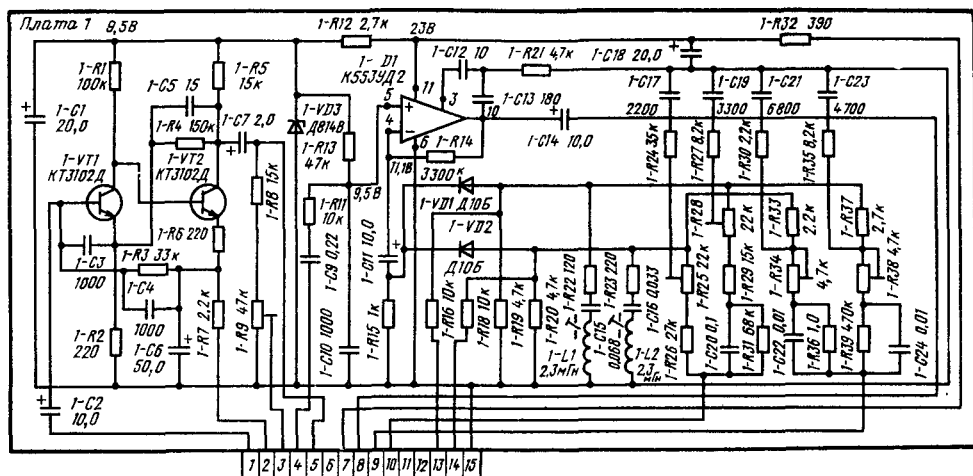 Плата 1
9,5В
1-R12 2,7к
23В
1-R32 390
1-R1
100к
1-C5 15
1-R5
15к
1-D1
К553УД2
11
1-C12 10
1-R21 4,7к
1-C18 20,0
1-C17
1-C19
1-C21
1-C23
1-C1
20,0
1-R4 150к
1-C7 2,0
1-VD3
Д814В
5
4
3
6
10
1-C13 180
2200
3300
6800
4700
1-VT1
КТ3102Д
1-VT2
КТ3102Д
1-R13
47к
1-R14
3300к
11,1В
1-C14 10,0
1-R24 35к
1-R27 8,2к
1-R30 2,2к
1-R35 8,2к
1-R8 15к
9,5В
1-R11
10к
1-VD1 Д10Б
1-VD2
Д10Б
1-R28
22к
1-R33
2,2к
1-R37
2,7к
1-R6 220
1-C3
1000
1-R3 33к
1-C4
1000
1-R7 2,2к
1-R9 47к
1-C9 0,22
1-C11 10,0
1-R22 120
1-R23 220
1-C16 0,033
1-R25 22к
1-R29 15к
1-R34
4,7к
1-R38 4,7к
1-R2
220
1-C6
50,0
1-C10 1000
1-R15 1к
1-R16 10к
1-R18 10к
1-R19 4,7к
1-R20 4,7к
1-C15
0,068
1-L1
2,3мГн
1-L2
2,3мГн
1-R26 27к
1-C20 0,1
1-R31 68к
1-C22 0,01
1-R36 1,0
1-R39 470к
1-C24 0,01
1-C2
10,0
1 2 3 4 5 6 7 8 9 10 11 12 13 14 15